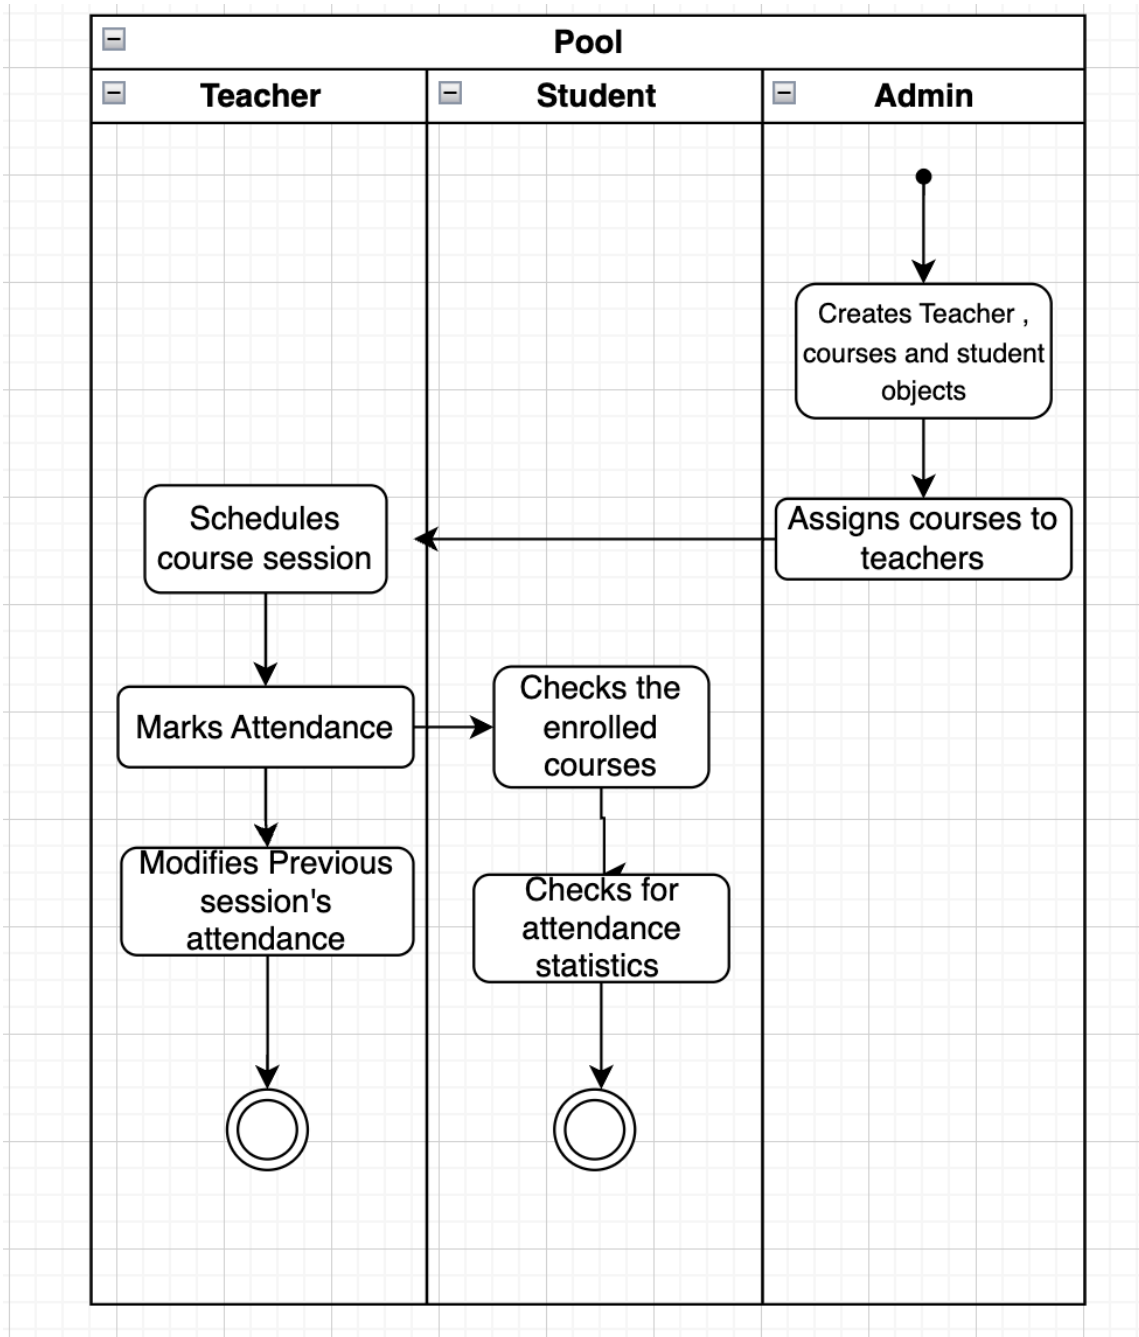 Pool
Teacher
Student
Admin
Creates Teacher ,
courses and student
objects
Schedules
course session
Assigns courses to
teachers
Marks Attendance
Checks the
enrolled
courses
Modifies Previous
session's
attendance
Checks for
attendance
statistics